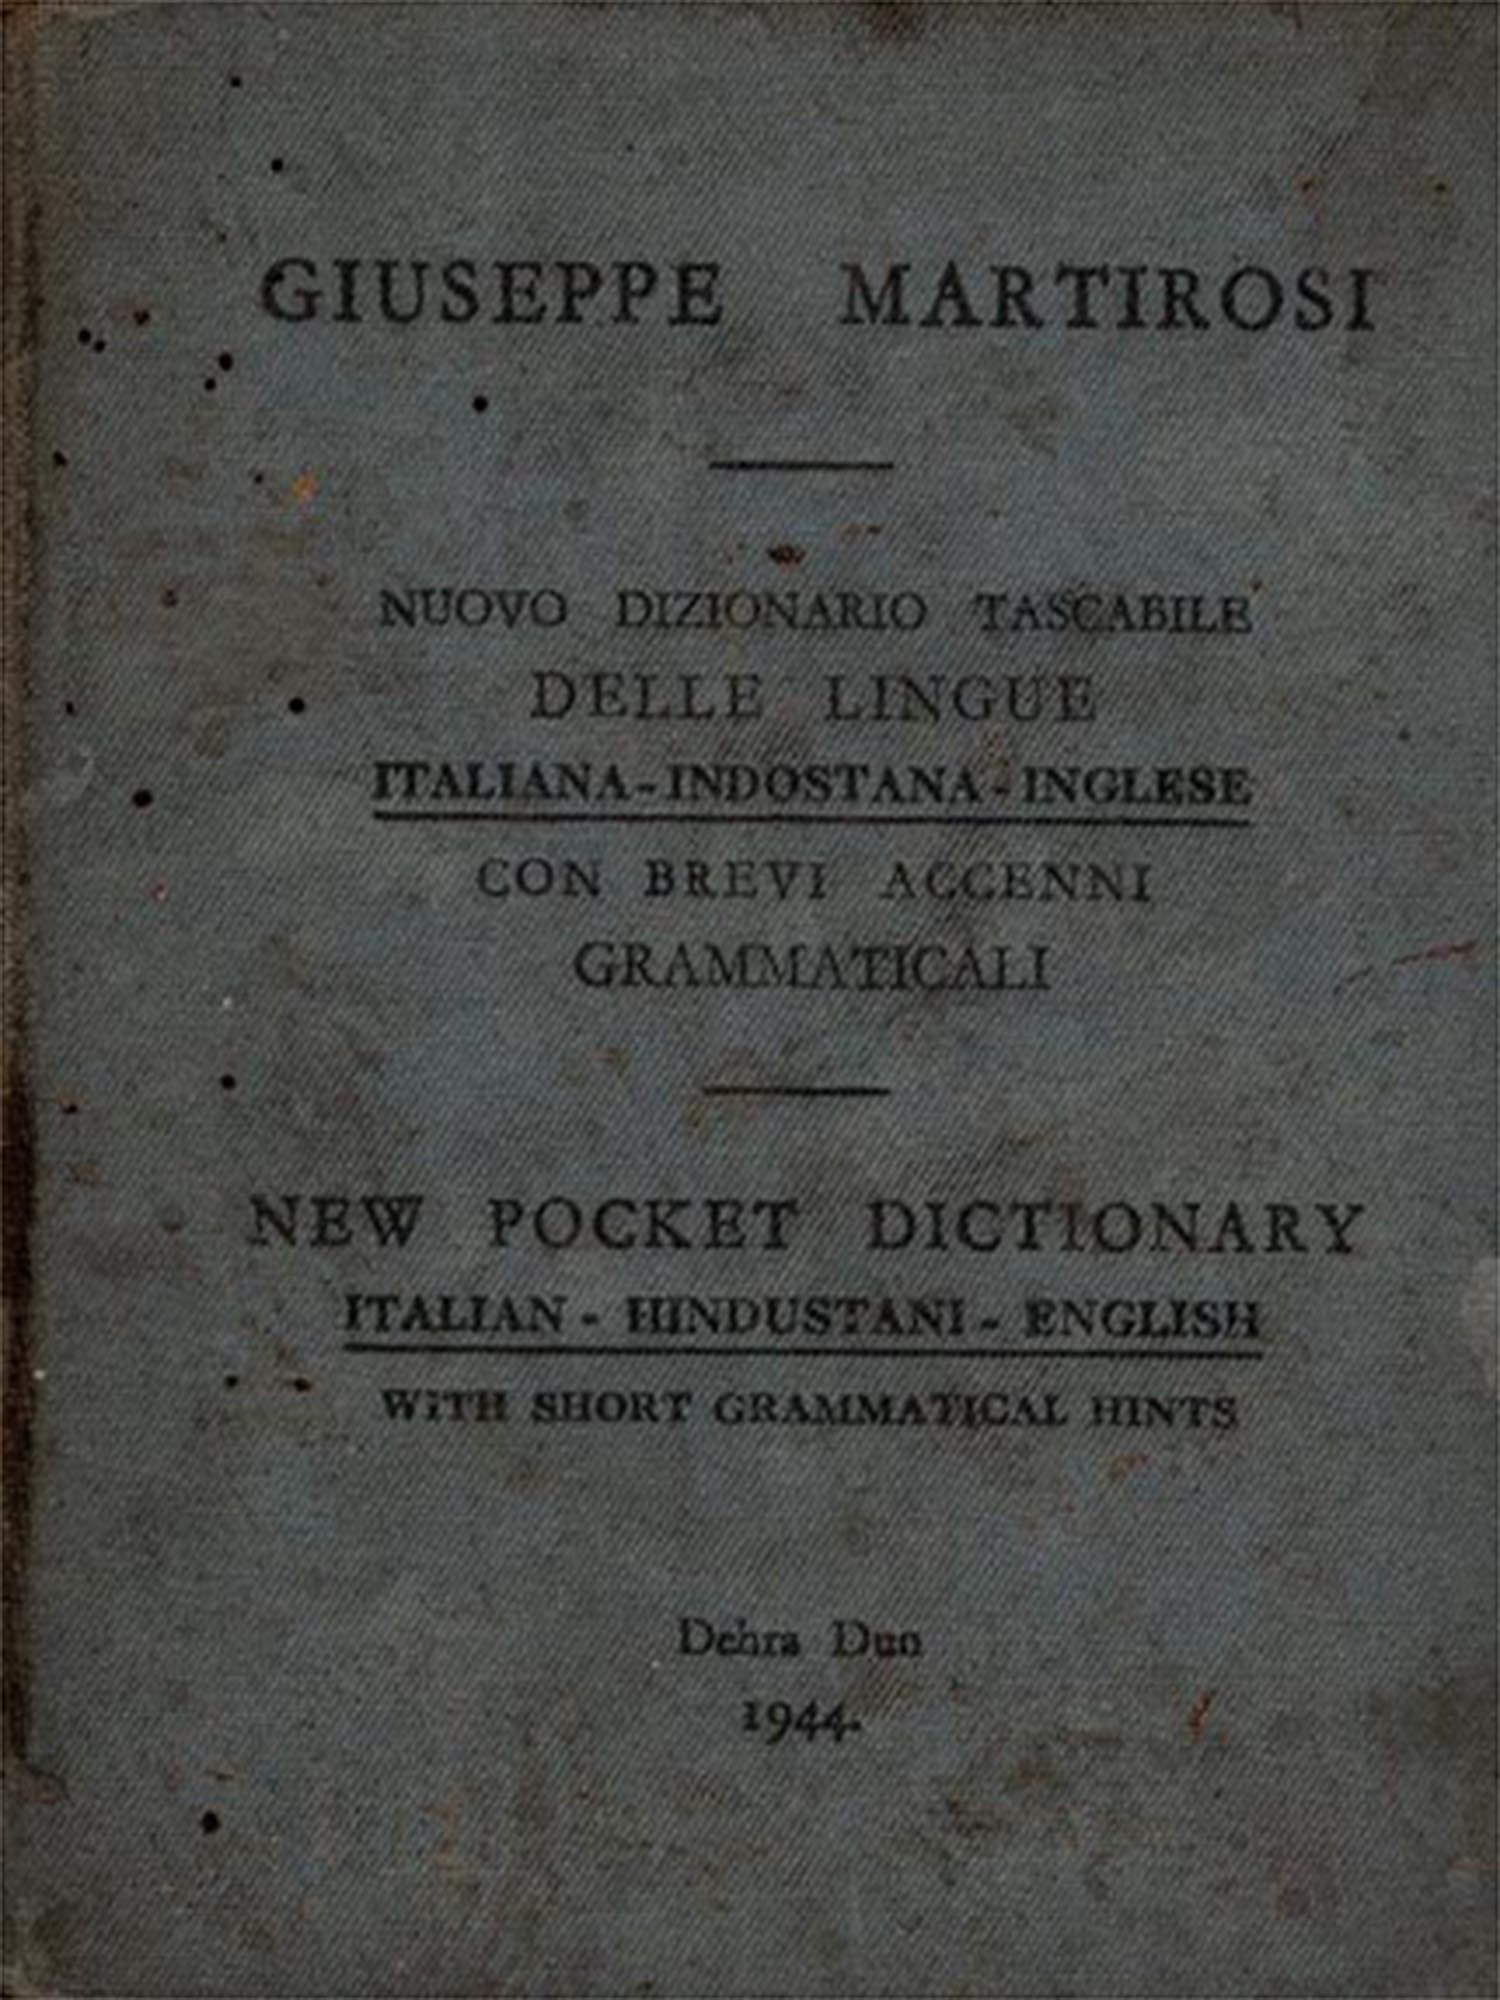 GIUSEPPE MARTIROSI
NUOVO DIZIONARIO TASCABILE
DELLE LINGUE
ITALIANA-INDOSTANA-INGLESE
CON BREVI ACCENNI
GRAMMATICALI
NEW POCKET DICTIONARY
ITALIAN - HINDUSTANI - ENGLISH
WITH SHORT GRAMMATICAL HINTS
Dehra Dun
1944.